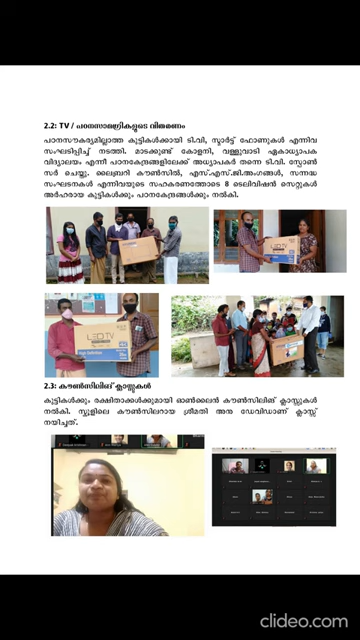 2.2: TV / പഠനസാമഗ്രികളുടെ വിതരണം
പഠനസൗകര്യമില്ലാത്ത കുട്ടികൾക്കായി ടി.വി, സ്മാർട്ട് ഫോണുകൾ എന്നിവ
സംഘടിപ്പിച്ച് നടത്തി. മാടക്കുണ്ട് കോളനി, വള്ളുവാടി ഏകാധ്യാപക
വിദ്യാലയം എന്നീ പഠനകേന്ദ്രങ്ങളിലേക്ക് അധ്യാപകർ തന്നെ ടി.വി. സ്പോൺ
സർ ചെയ്തു. ലൈബ്രറി കൗൺസിൽ, എസ്.എസ്.ജി.അംഗങ്ങൾ, സന്നദ്ധ
സംഘടനകൾ എന്നിവയുടെ സഹകരണത്തോടെ 8 ടെലിവിഷൻ സെറ്റുകൾ
അർഹരായ കുട്ടികൾക്കും പഠനകേന്ദ്രങ്ങൾക്കും നൽകി.
LED TV
2.3: കൗൺസിലിങ് ക്ലാസ്സുകൾ
കുട്ടികൾക്കും രക്ഷിതാക്കൾക്കുമായി ഓൺലൈൻ കൗൺസിലിങ് ക്ലാസ്സുകൾ
നൽകി. സ്കൂളിലെ കൗൺസിലറായ ശ്രീമതി അനു ഡേവിഡാണ് ക്ലാസ്സ്
നയിച്ചത്.
clideo.com